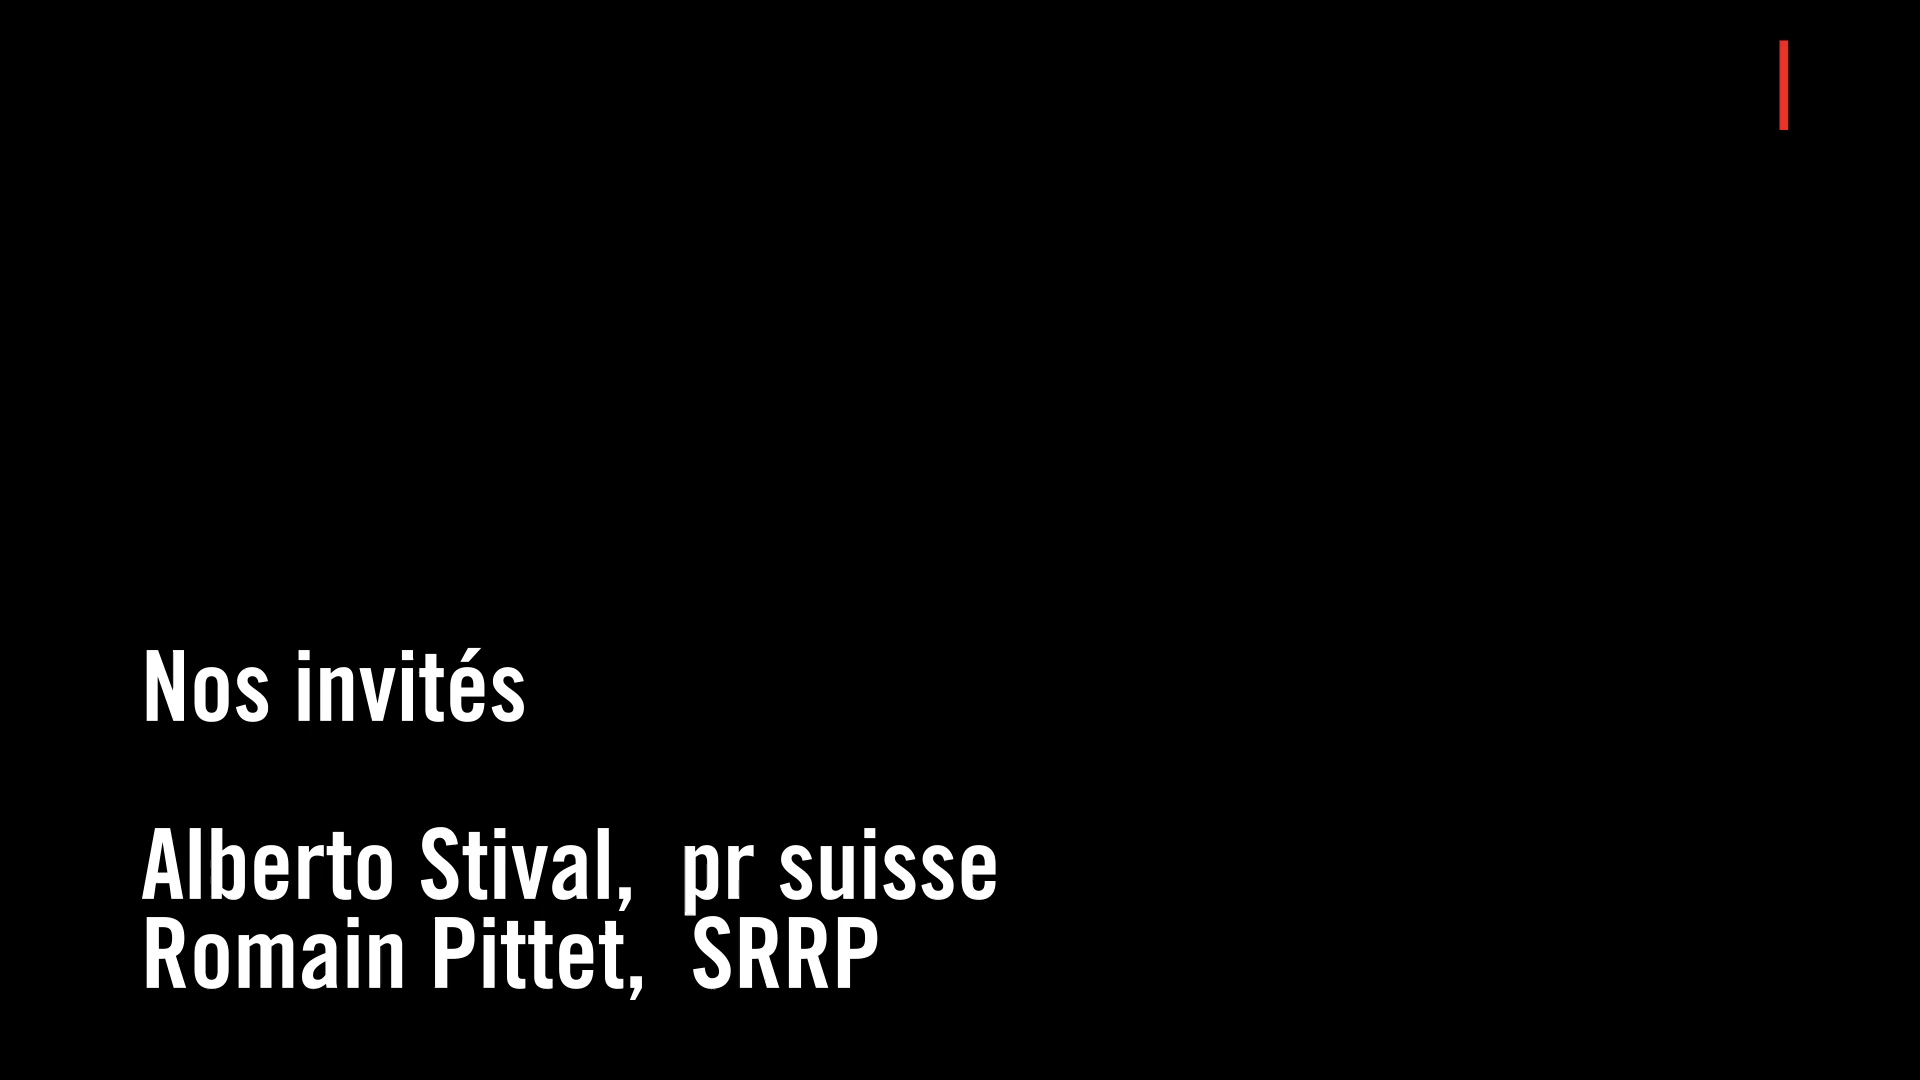 Nos invités
Alberto Stival,  pr suisse
Romain Pittet,  SRRP